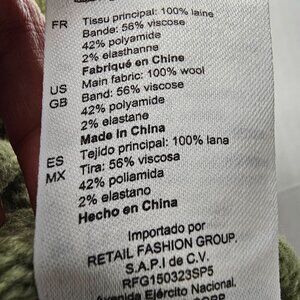 FR Tissu principal: 100% laine
Bande: 56% viscose
42% polyamide
2% elasthanne
Fabriqué en Chine
US Main fabric: 100% wool
GB Band: 56% viscose
42% polyamide
2% elastane
Made in China
ES Tejido principal: 100% lana
MX Tira: 56% viscosa
42% poliamida
2% elastano
Hecho en China
Importado por
RETAIL FASHION GROUP.
S.A.P.I de C.V.
RFG150323SP5
Avenida Ejército Nacional.